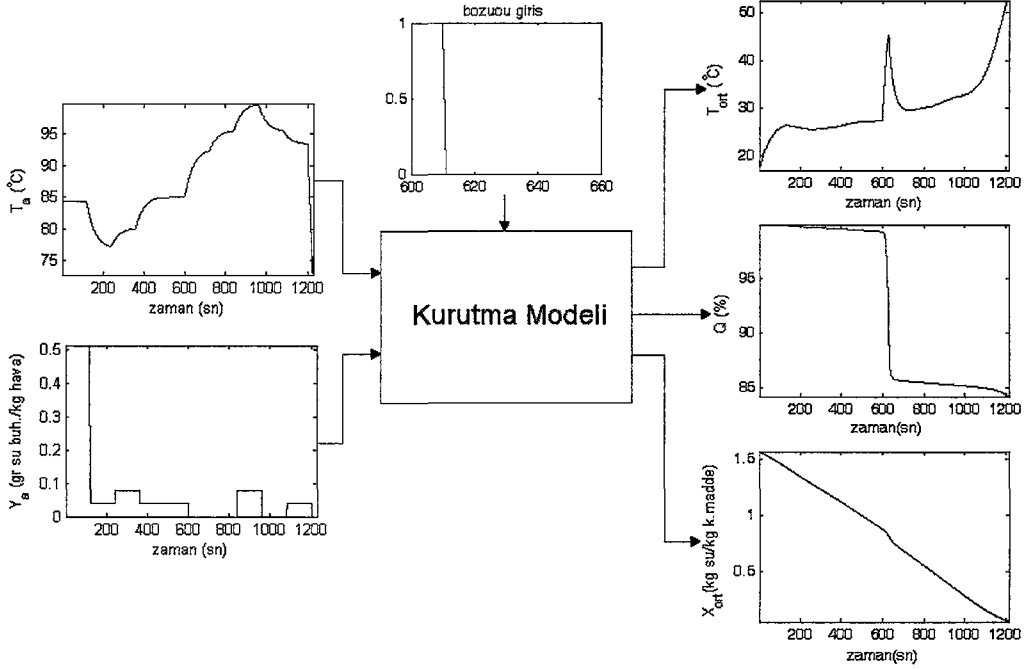 bozuou giris
1
0.5
0
600 620 640 660
T_a (°C)
95
90
85
80
75
200 400 600 800 1000 1200
zaman (sn)
Y_a (gr su buh./kg hava)
0.5
0.4
0.3
0.2
0.1
0
200 400 600 800 1000 1200
zaman (sn)
Kurutma Modeli
T_ort (°C)
50
40
30
20
200 400 600 800 1000 1200
zaman (sn)
Q (%)
95
90
85
200 400 600 800 1000 1200
zaman(sn)
X_ort(kg su/kg k.madde)
1.5
1
0.5
200 400 600 800 1000 1200
zaman(sn)